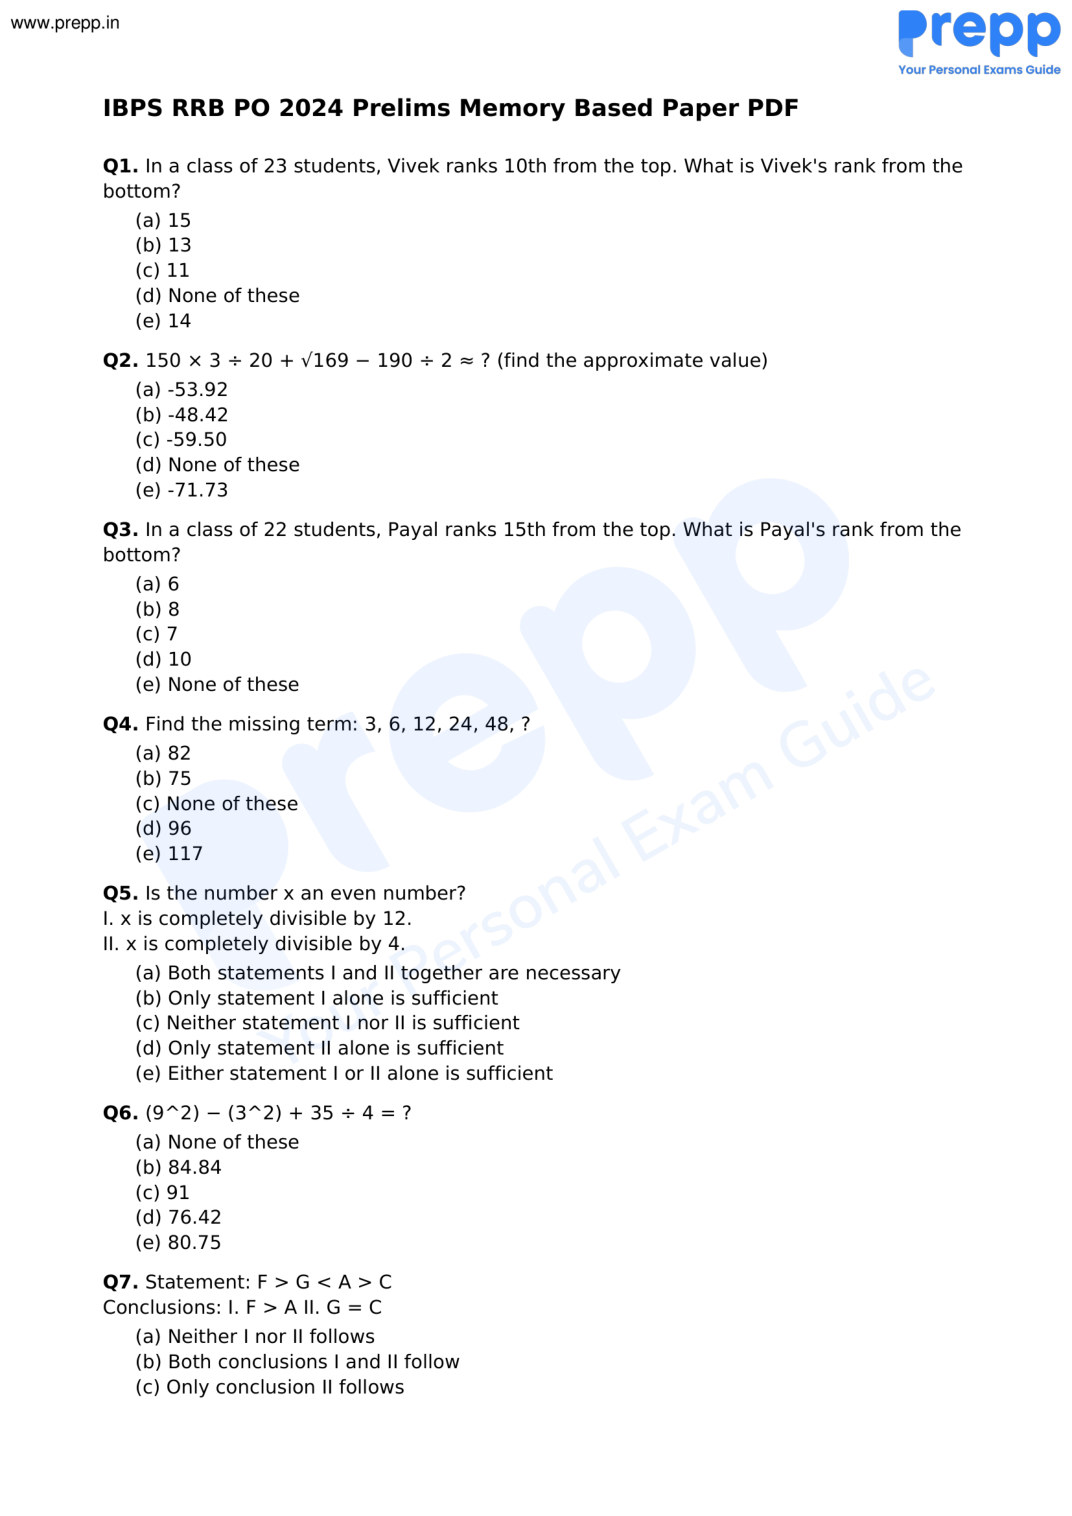 www.prepp.in
prepp
Your Personal Exams Guide
IBPS RRB PO 2024 Prelims Memory Based Paper PDF
Q1. In a class of 23 students, Vivek ranks 10th from the top. What is Vivek's rank from the
bottom?
(a) 15
(b) 13
(c) 11
(d) None of these
(e) 14
Q2. 150 × 3 ÷ 20 + √169 − 190 ÷ 2 ≈ ? (find the approximate value)
(a) -53.92
(b) -48.42
(c) -59.50
(d) None of these
(e) -71.73
Q3. In a class of 22 students, Payal ranks 15th from the top. What is Payal's rank from the
bottom?
(a) 6
(b) 8
(c) 7
(d) 10
(e) None of these
Q4. Find the missing term: 3, 6, 12, 24, 48, ?
(a) 82
(b) 75
(c) None of these
(d) 96
(e) 117
Q5. Is the number x an even number?
I. x is completely divisible by 12.
II. x is completely divisible by 4.
(a) Both statements I and II together are necessary
(b) Only statement I alone is sufficient
(c) Neither statement I nor II is sufficient
(d) Only statement II alone is sufficient
(e) Either statement I or II alone is sufficient
Q6. (9^2) − (3^2) + 35 ÷ 4 = ?
(a) None of these
(b) 84.84
(c) 91
(d) 76.42
(e) 80.75
Q7. Statement: F > G < A > C
Conclusions: I. F > A II. G = C
(a) Neither I nor II follows
(b) Both conclusions I and II follow
(c) Only conclusion II follows
prepp
Your Personal Exam Guide